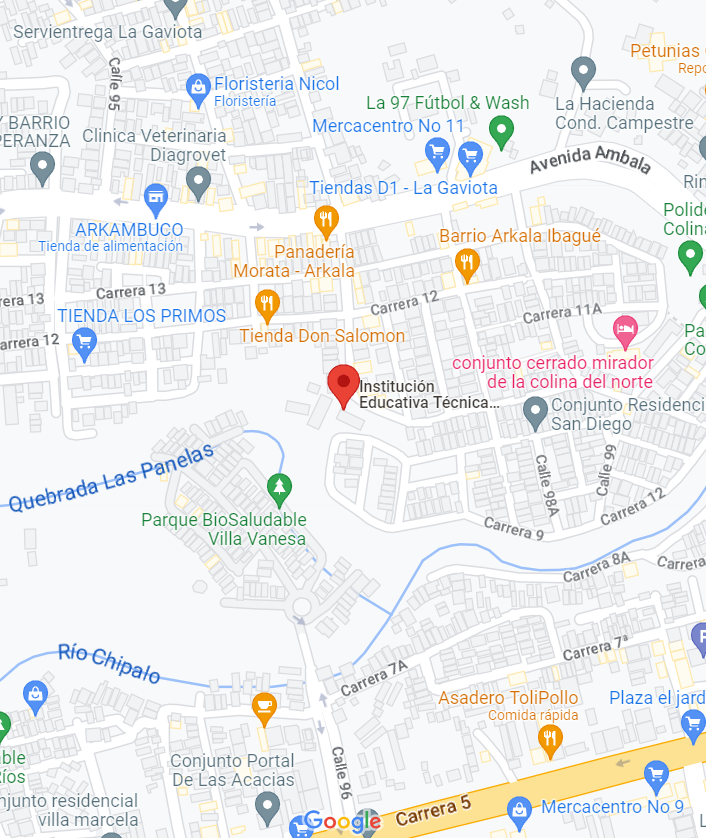 Servientrega La Gaviota
Calle 95
Floristeria Nicol
Floristería
Petunias
Repo
La 97 Fútbol & Wash
La Hacienda
Cond. Campestre
Mercacentro No 11
Y BARRIO
PERANZA
Clinica Veterinaria
Diagrovet
Avenida Ambala
Tiendas D1 - La Gaviota
Rin
ARKAMBUCO
Tienda de alimentación
Polide
Colina
Panadería
Morata - Arkala
Barrio Arkala Ibagué
Carrera 13
rrera 13
Carrera 12
TIENDA LOS PRIMOS
Carrera 11A
arrera 12
Tienda Don Salomon
Pa
Co
conjunto cerrado mirador
de la colina del norte
Institución
Educativa Técnica...
Conjunto Residenci
San Diego
Quebrada Las Panelas
Calle 98A
Calle 99
Carrera 12
Parque BioSaludable
Villa Vanesa
Carrera 9
Carrera 8A
Carrera
Río Chipalo
Carrera 7ª
Carrera 7A
P
Asadero ToliPollo
Comida rápida
Plaza el jard
able
Ríos
Conjunto Portal
De Las Acacias
Calle 96
njunto residencial
villa marcela
Google
Carrera 5
Mercacentro No 9